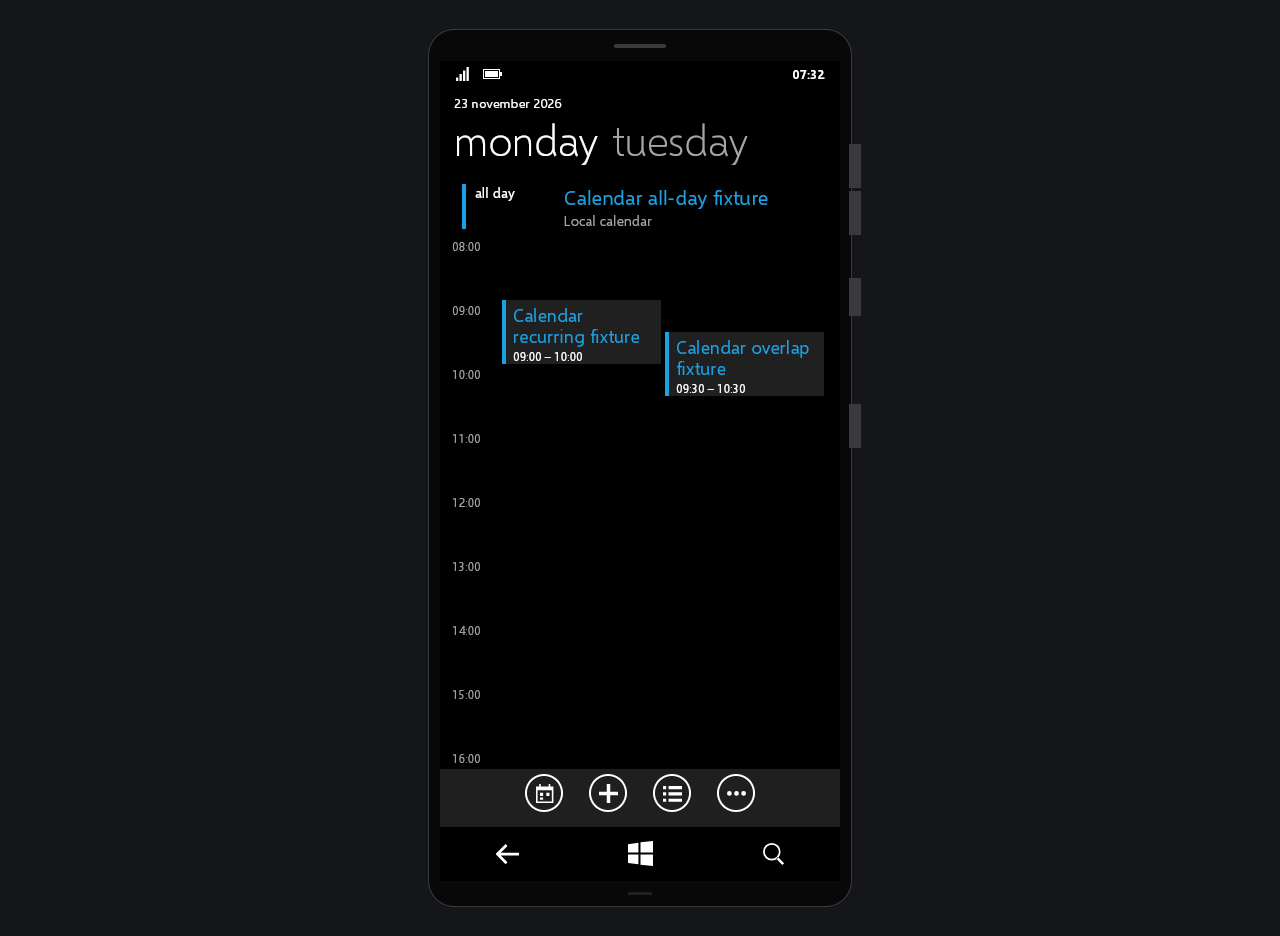 07:32
23 november 2026
monday tuesday
all day
Calendar all-day fixture
Local calendar
08:00
09:00
Calendar
recurring fixture
09:00 – 10:00
Calendar overlap
fixture
09:30 – 10:30
10:00
11:00
12:00
13:00
14:00
15:00
16:00